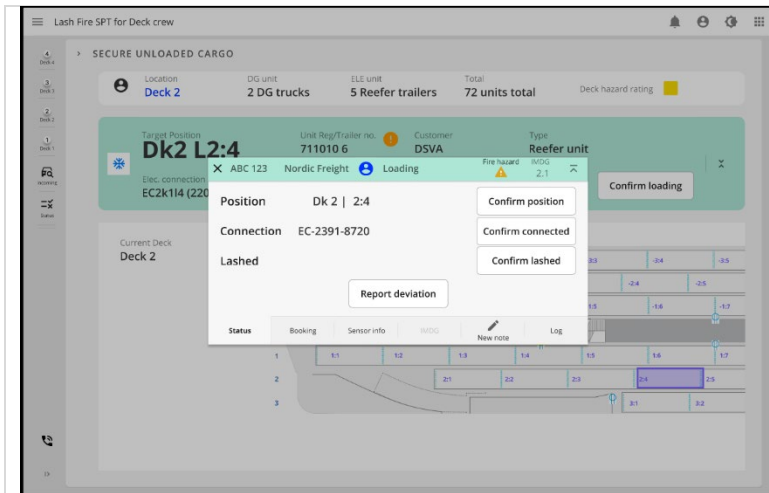 Lash Fire SPT for Deck crew
4
Deck 4
3
Deck 3
2
Deck 2
1
Deck 1
Incoming
Status
SECURE UNLOADED CARGO
Location
Deck 2
DG unit
2 DG trucks
ELE unit
5 Reefer trailers
Total
72 units total
Deck hazard rating
Target Position
Dk2 L2:4
Unit Reg/Trailer no.
711010 6
Customer
DSVA
Type
Reefer unit
Elec. connection
EC2k1l4 (220
Confirm loading
ABC 123 Nordic Freight Loading
Fire hazard
IMDG
2.1
Position Dk 2 | 2:4 Confirm position
Connection EC-2391-8720 Confirm connected
Lashed Confirm lashed
Report deviation
Status Booking Sensor info IMDG New note Log
Current Deck
Deck 2
3:3 -3:4 -3:5
-2:4 -2:5
1:5 -1:6 -1:7
1 1:1 1:2 1:3 1:4 1:5 1:6 1:7
2 2:1 2:2 2:3 2:4 2:5
3 3:1 3:2